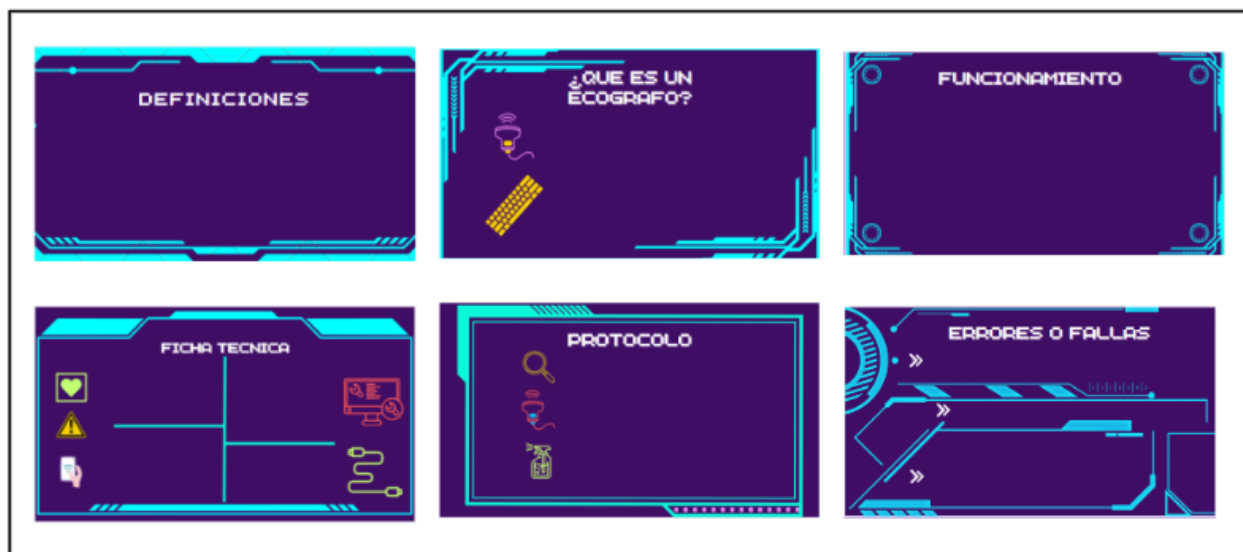 DEFINICIONES
¿QUE ES UN
ECOGRAFO?
FUNCIONAMIENTO
FICHA TECNICA
PROTOCOLO
ERRORES O FALLAS